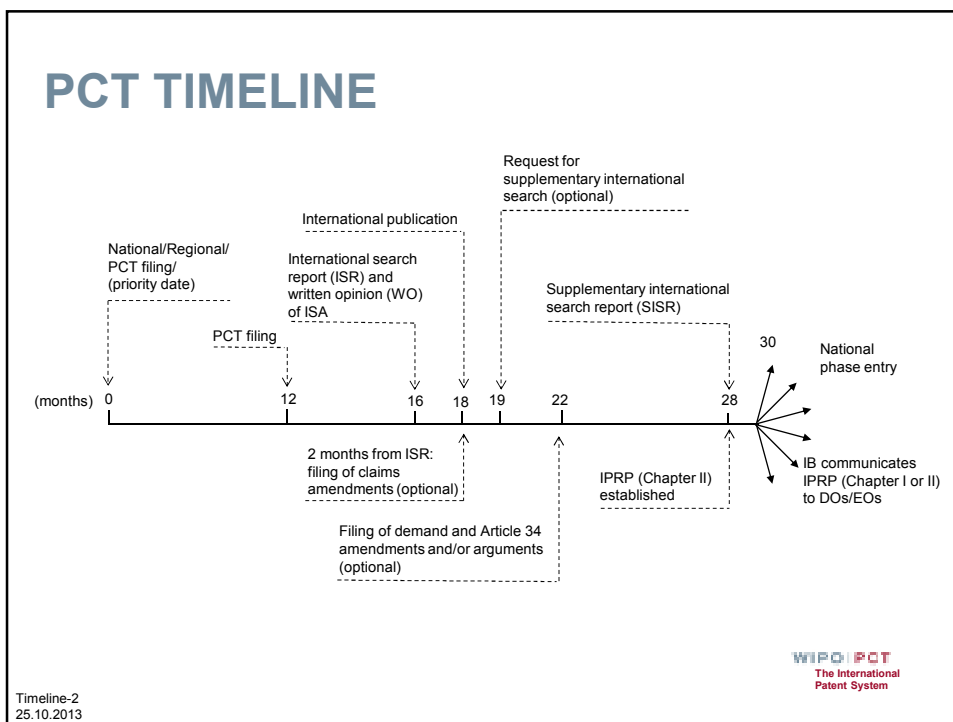 PCT TIMELINE
Request for
supplementary international
search (optional)
International publication
National/Regional/
PCT filing/
(priority date)
International search
report (ISR) and
written opinion (WO)
of ISA
Supplementary international
search report (SISR)
PCT filing
30
National
phase entry
(months) 0 12 16 18 19 22 28
2 months from ISR:
filing of claims
amendments (optional)
IPRP (Chapter II)
established
IB communicates
IPRP (Chapter I or II)
to DOs/EOs
Filing of demand and Article 34
amendments and/or arguments
(optional)
WIPO PCT
The International
Patent System
Timeline-2
25.10.2013